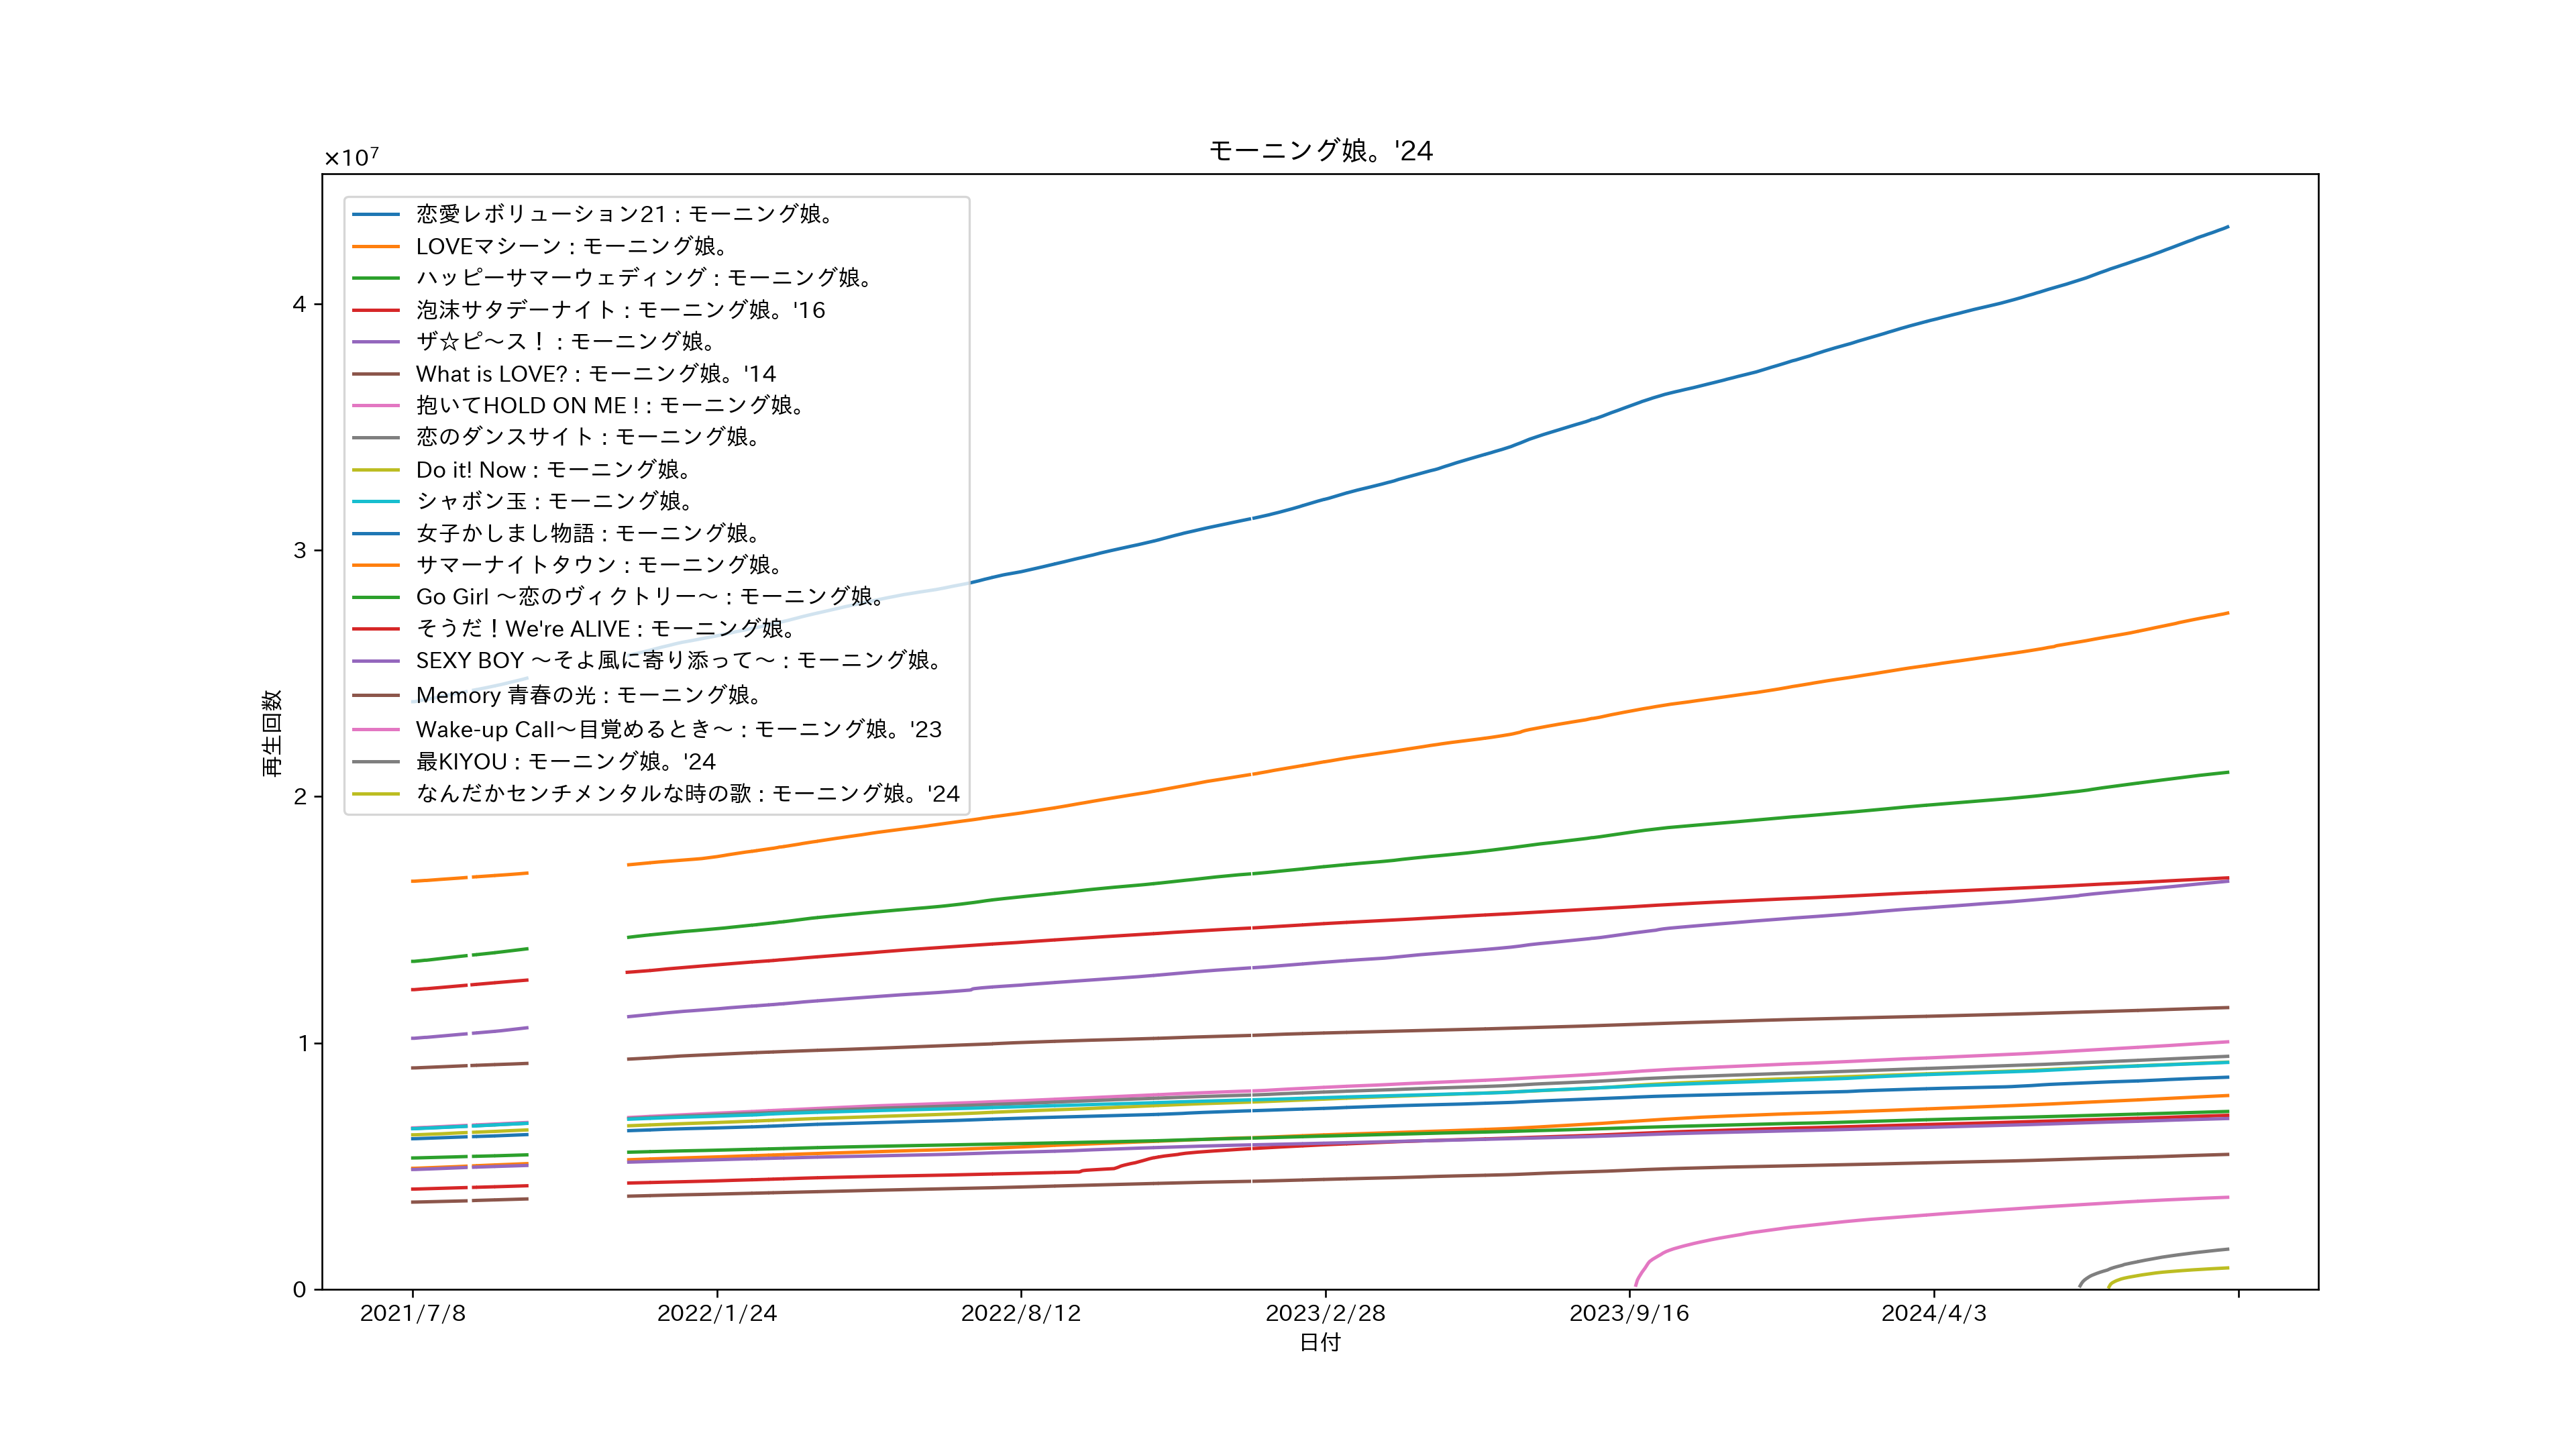 モーニング娘。'24
×10⁷
恋愛レボリューション21 : モーニング娘。
LOVEマシーン : モーニング娘。
ハッピーサマーウェディング : モーニング娘。
泡沫サタデーナイト : モーニング娘。'16
ザ☆ピ〜ス！ : モーニング娘。
What is LOVE? : モーニング娘。'14
抱いてHOLD ON ME ! : モーニング娘。
恋のダンスサイト : モーニング娘。
Do it! Now : モーニング娘。
シャボン玉 : モーニング娘。
女子かしまし物語 : モーニング娘。
サマーナイトタウン : モーニング娘。
Go Girl 〜恋のヴィクトリー〜 : モーニング娘。
そうだ！We're ALIVE : モーニング娘。
SEXY BOY 〜そよ風に寄り添って〜 : モーニング娘。
Memory 青春の光 : モーニング娘。
Wake-up Call〜目覚めるとき〜 : モーニング娘。'23
最KIYOU : モーニング娘。'24
なんだかセンチメンタルな時の歌 : モーニング娘。'24
4
3
2
1
0
再生回数
2021/7/8
2022/1/24
2022/8/12
2023/2/28
2023/9/16
2024/4/3
日付